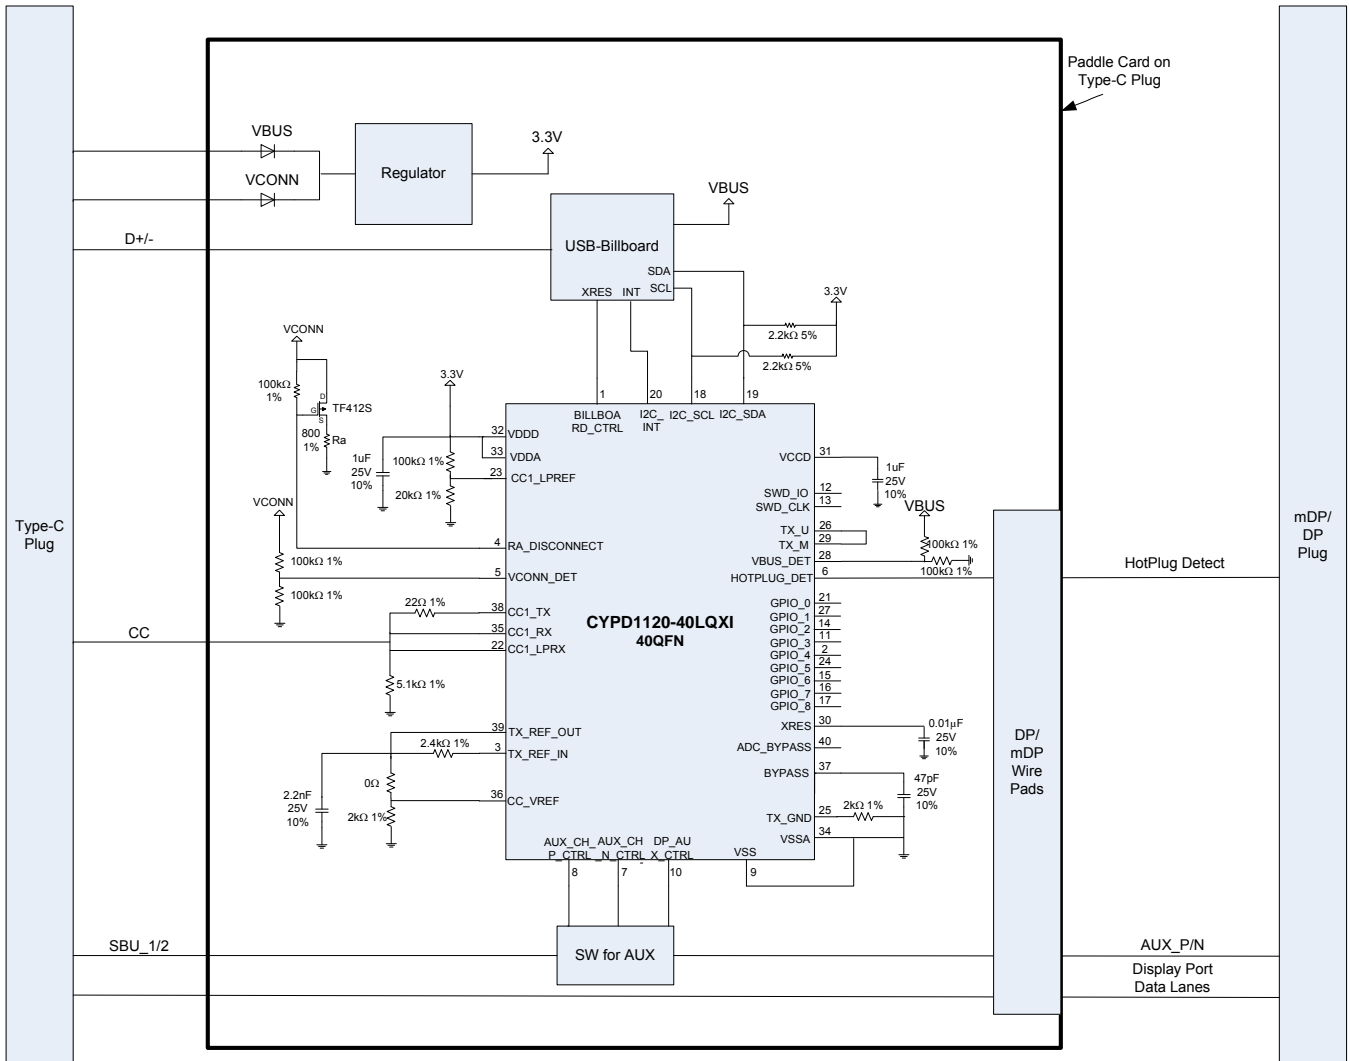 Paddle Card on
Type-C Plug
VBUS
VCONN
Regulator
3.3V
D+/-
USB-Billboard
VBUS
SDA
SCL
XRES INT
3.3V
2.2kΩ 5%
2.2kΩ 5%
VCONN
100kΩ
1%
D
G
S
TF412S
800
1%
Ra
3.3V
1uF
25V
10%
100kΩ 1%
20kΩ 1%
1
20
18
19
BILLBOA
RD_CTRL
I2C_
INT
I2C_SCL
I2C_SDA
32
VDDD
33
VDDA
23
CC1_LPREF
VCCD
31
1uF
25V
10%
SWD_IO
12
SWD_CLK
13
VBUS
VCONN
Type-C
Plug
mDP/
DP
Plug
TX_U
26
TX_M
29
100kΩ 1%
4
RA_DISCONNECT
VBUS_DET
28
100kΩ 1%
100kΩ 1%
5
VCONN_DET
HOTPLUG_DET
6
HotPlug Detect
100kΩ 1%
22Ω 1%
38
CC1_TX
35
CC1_RX
22
CC1_LPRX
CC
5.1kΩ 1%
CYPD1120-40LQXI
40QFN
GPIO_0
21
GPIO_1
27
GPIO_2
14
GPIO_3
11
GPIO_4
2
GPIO_5
24
GPIO_6
15
GPIO_7
16
GPIO_8
17
XRES
30
0.01µF
25V
10%
ADC_BYPASS
40
39
TX_REF_OUT
2.4kΩ 1%
3
TX_REF_IN
0Ω
2.2nF
25V
10%
36
CC_VREF
2kΩ 1%
BYPASS
37
47pF
25V
10%
TX_GND
25
2kΩ 1%
VSSA
34
DP/
mDP
Wire
Pads
AUX_CH_
P_CTRL
AUX_CH
_N_CTRL
DP_AU
X_CTRL
VSS
8
7
10
9
SBU_1/2
SW for AUX
AUX_P/N
Display Port
Data Lanes